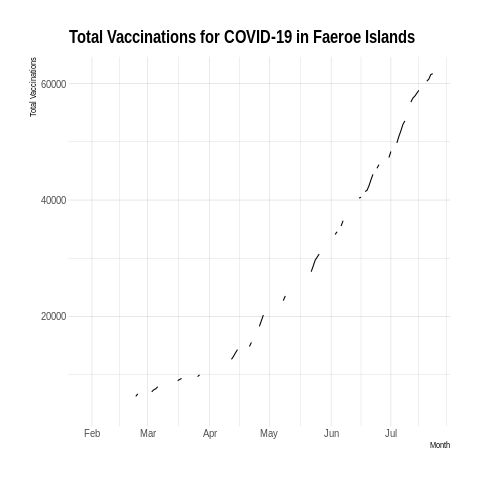 Total Vaccinations for COVID-19 in Faeroe Islands
Total Vaccinations
60000
40000
20000
Feb Mar Apr May Jun Jul
Month